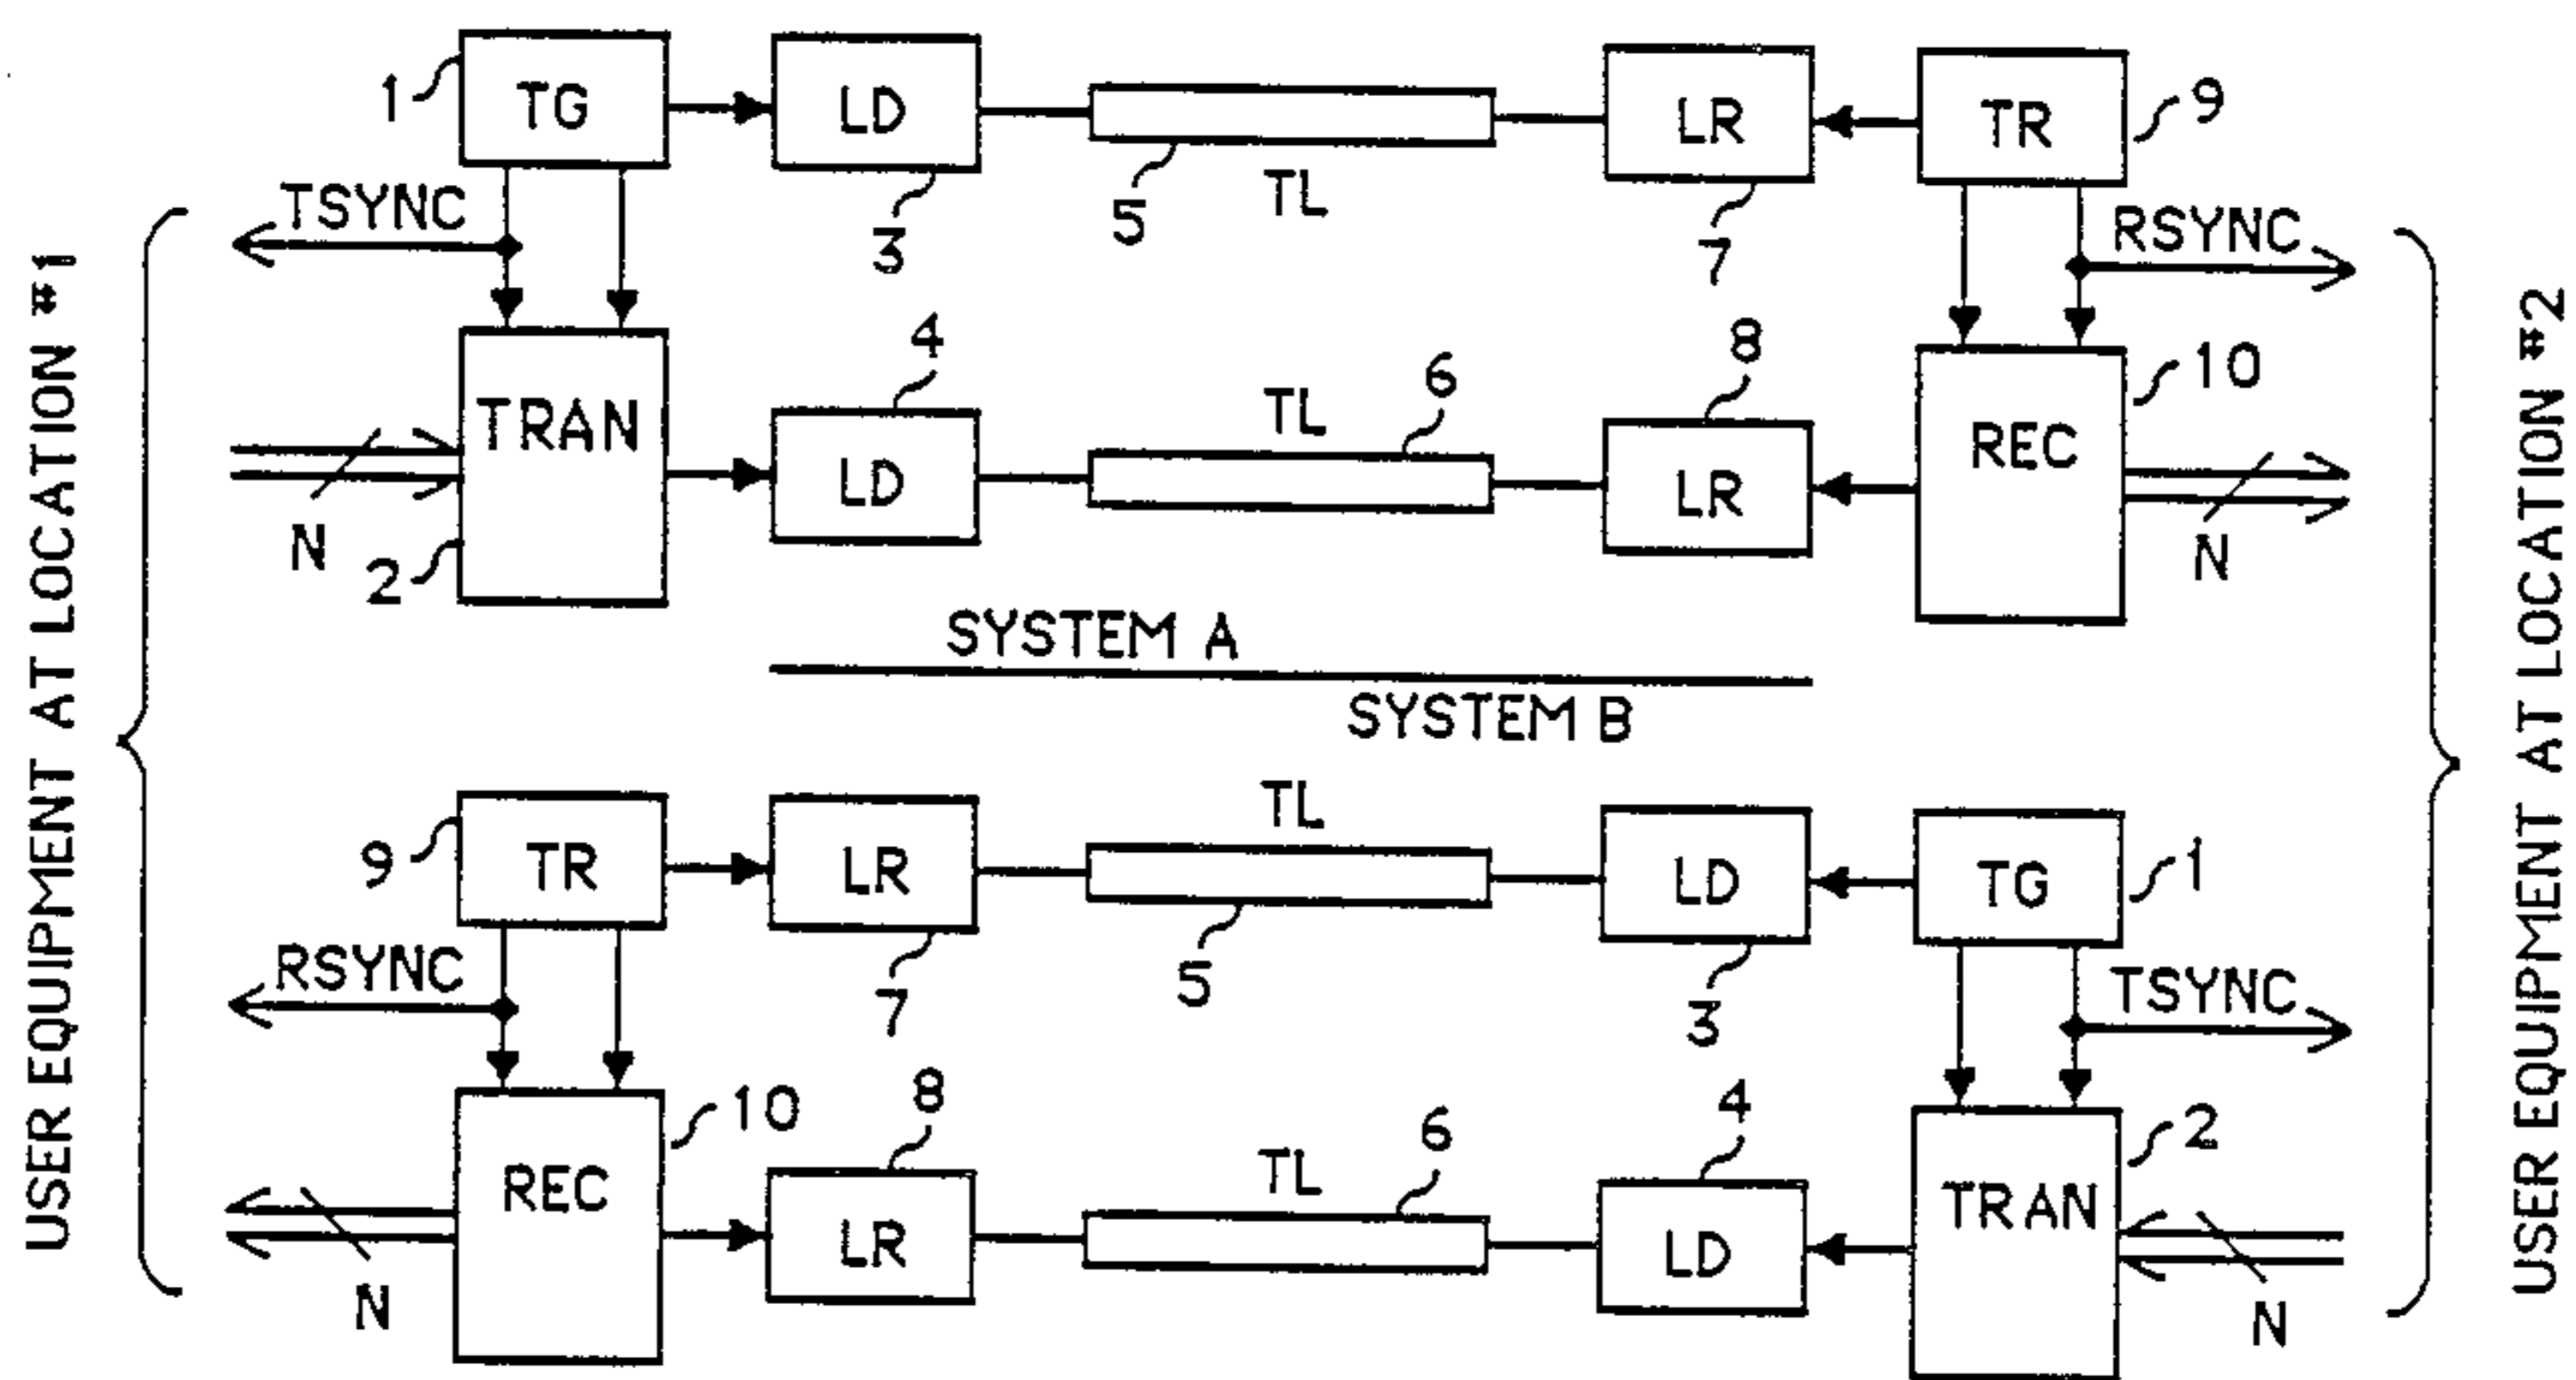 USER EQUIPMENT AT LOCATION #1
1
TG
LD
3
5
TL
LR
7
TR
9
TSYNC
RSYNC
TRAN
2
N
4
LD
TL
6
8
LR
REC
10
N
SYSTEM A
SYSTEM B
9
TR
LR
7
TL
5
LD
3
TG
1
RSYNC
TSYNC
REC
10
N
8
LR
TL
6
4
LD
TRAN
2
N
USER EQUIPMENT AT LOCATION #2